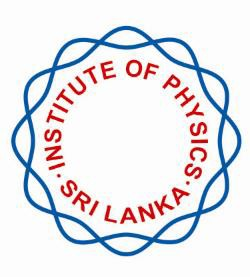 INSTITUTE OF PHYSICS
· SRI LANKA ·